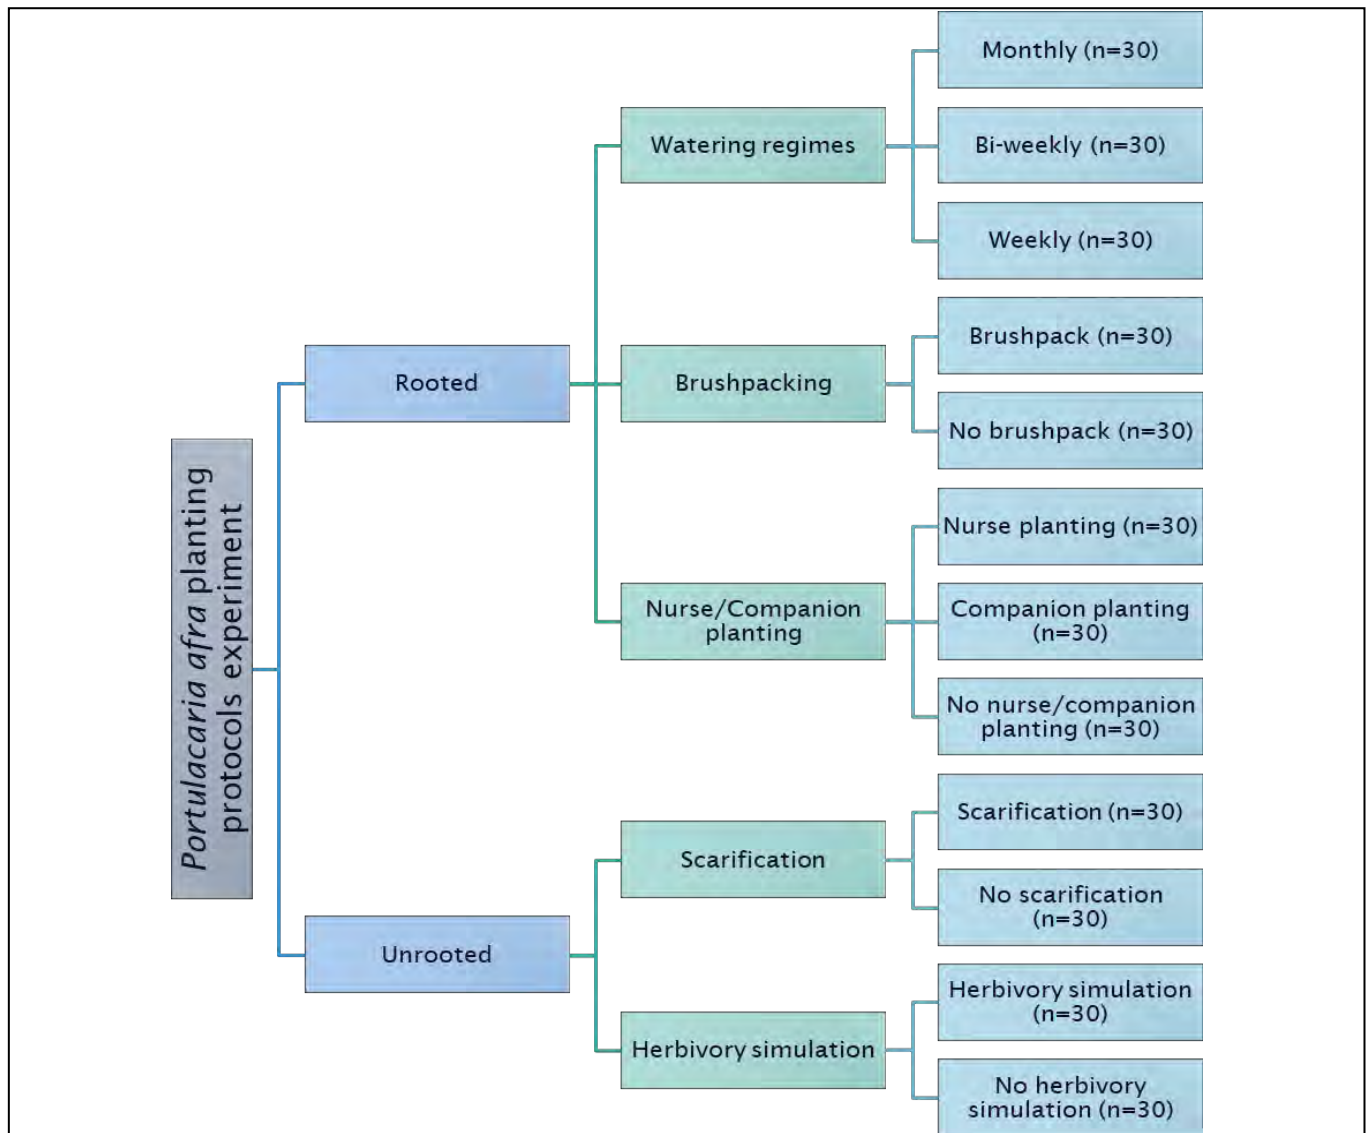 Portulacaria afra planting
protocols experiment
Rooted
Watering regimes
Monthly (n=30)
Bi-weekly (n=30)
Weekly (n=30)
Brushpacking
Brushpack (n=30)
No brushpack (n=30)
Nurse/Companion
planting
Nurse planting (n=30)
Companion planting
(n=30)
No nurse/companion
planting (n=30)
Unrooted
Scarification
Scarification (n=30)
No scarification
(n=30)
Herbivory simulation
Herbivory simulation
(n=30)
No herbivory
simulation (n=30)